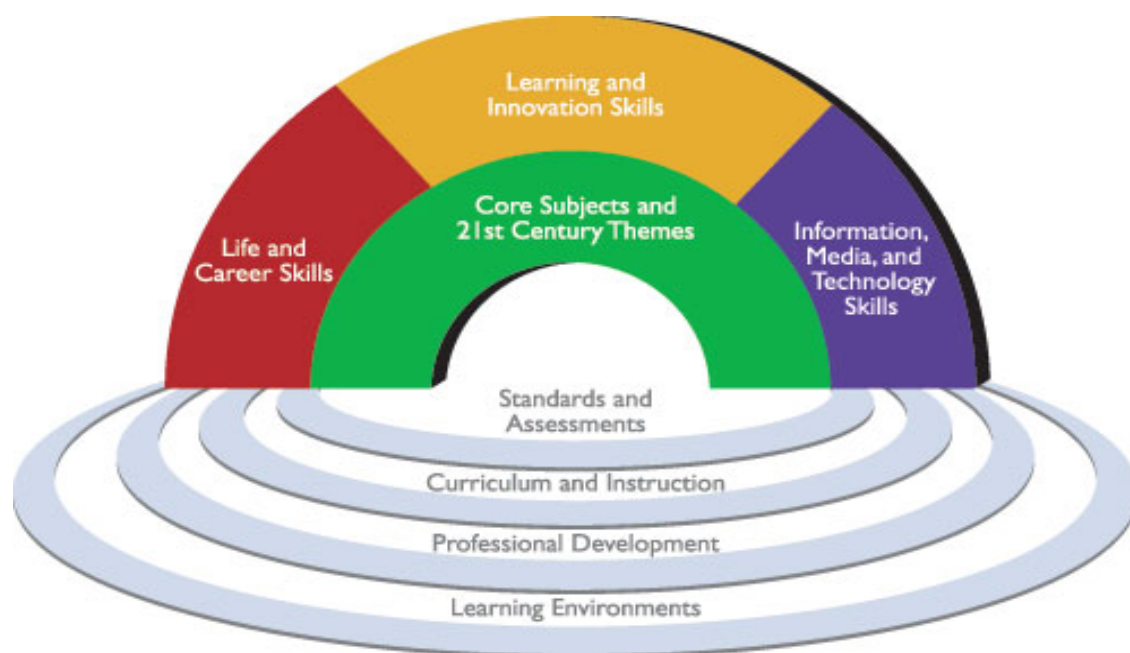 Learning and
Innovation Skills
Core Subjects and
21st Century Themes
Life and
Career Skills
Information,
Media, and
Technology
Skills
Standards and
Assessments
Curriculum and Instruction
Professional Development
Learning Environments